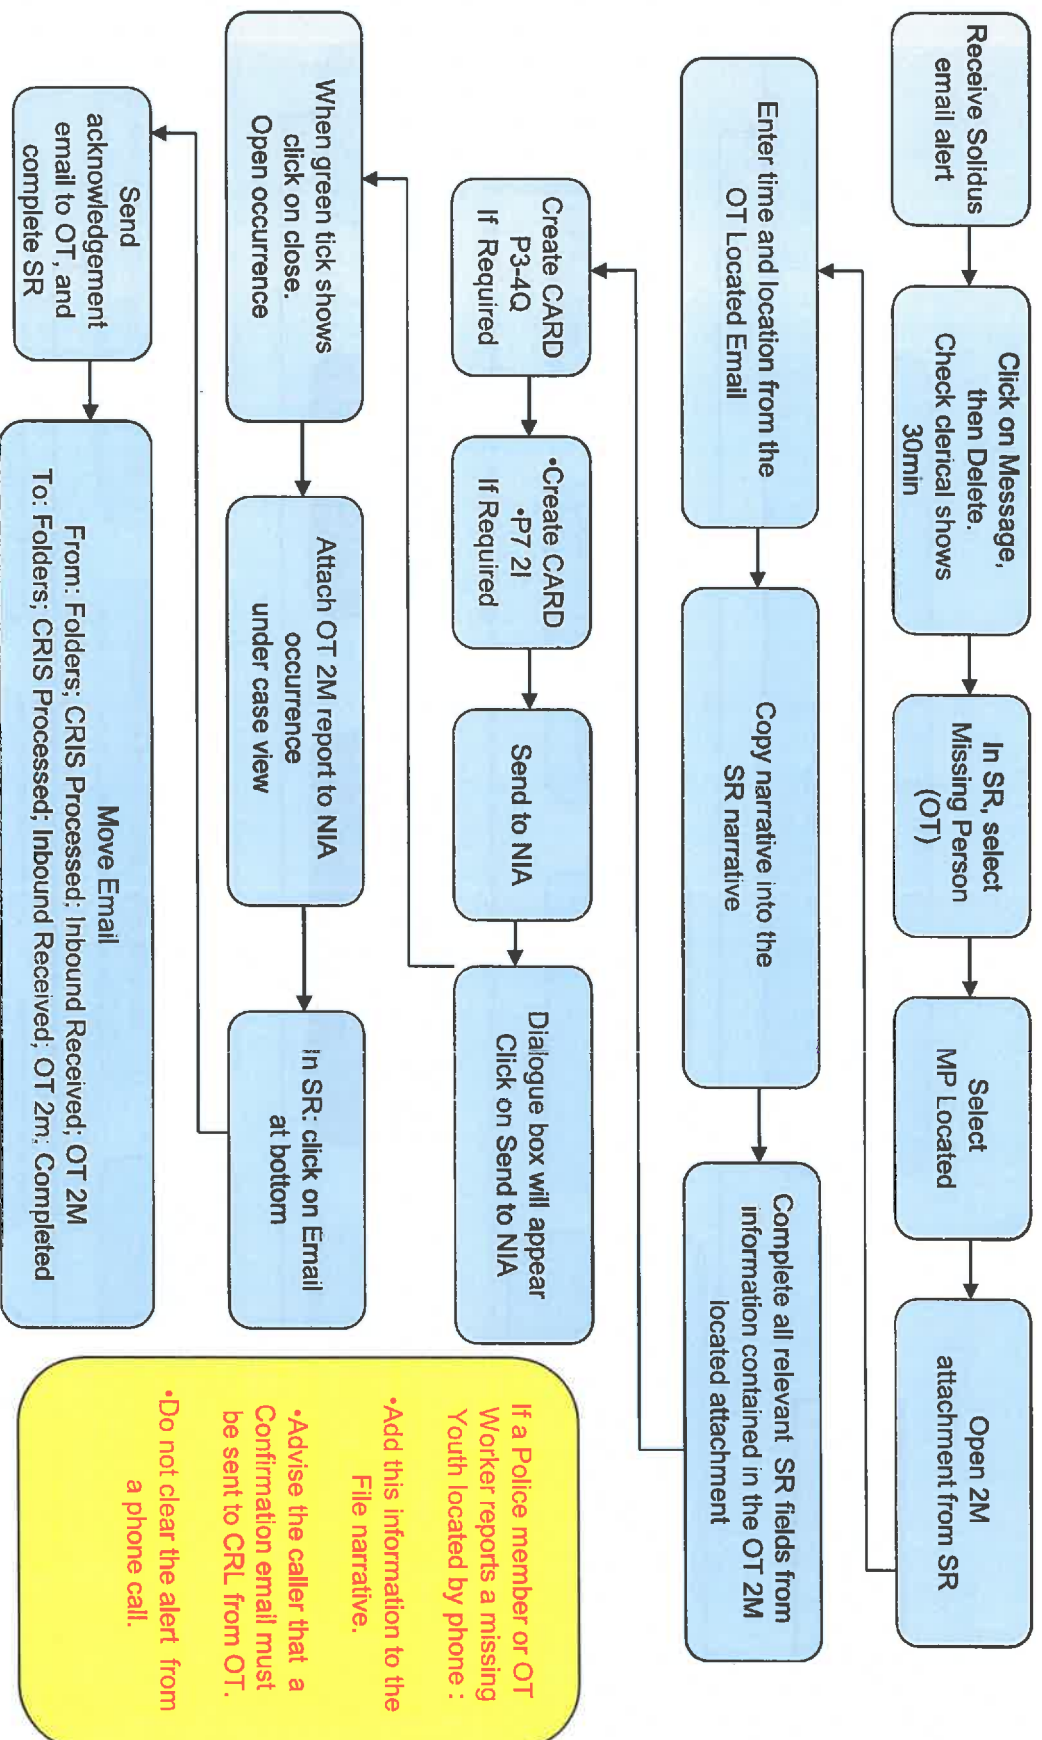 Receive Solidus
email alert
Click on Message,
then Delete.
Check clerical shows
30min
In SR, select
Missing Person
(OT)
Select
MP Located
Open 2M
attachment from SR
Enter time and location from the
OT Located Email
Copy narrative into the
SR narrative
Complete all relevant SR fields from
information contained in the OT 2M
located attachment
Create CARD
P3-4Q
If Required
•Create CARD
•P7 2I
If Required
Send to NIA
Dialogue box will appear
Click on Send to NIA
When green tick shows
click on close.
Open occurrence
Attach OT 2M report to NIA
occurrence
under case view
In SR: click on Email
at bottom
Send
acknowledgement
email to OT, and
complete SR
Move Email
From: Folders; CRIS Processed; Inbound Received; OT 2M
To: Folders; CRIS Processed; Inbound Received; OT 2m; Completed
If a Police member or OT
Worker reports a missing
Youth located by phone :
•Add this information to the
File narrative.
•Advise the caller that a
Confirmation email must
be sent to CRL from OT.
•Do not clear the alert from
a phone call.